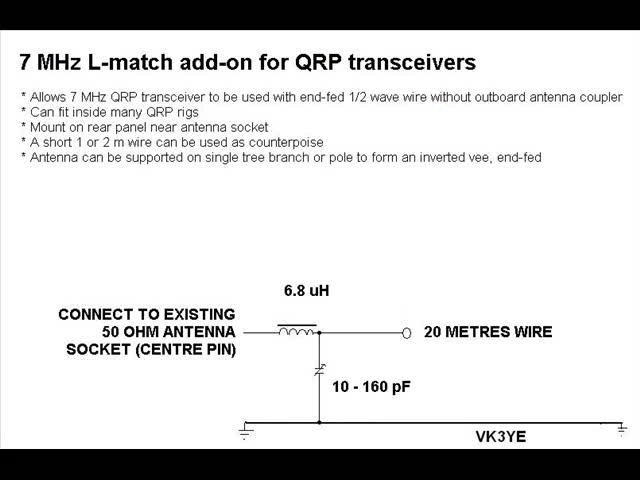 7 MHz L-match add-on for QRP transceivers
* Allows 7 MHz QRP transceiver to be used with end-fed 1/2 wave wire without outboard antenna coupler
* Can fit inside many QRP rigs
* Mount on rear panel near antenna socket
* A short 1 or 2 m wire can be used as counterpoise
* Antenna can be supported on single tree branch or pole to form an inverted vee, end-fed
6.8 uH
CONNECT TO EXISTING
50 OHM ANTENNA
SOCKET (CENTRE PIN)
20 METRES WIRE
10 - 160 pF
VK3YE